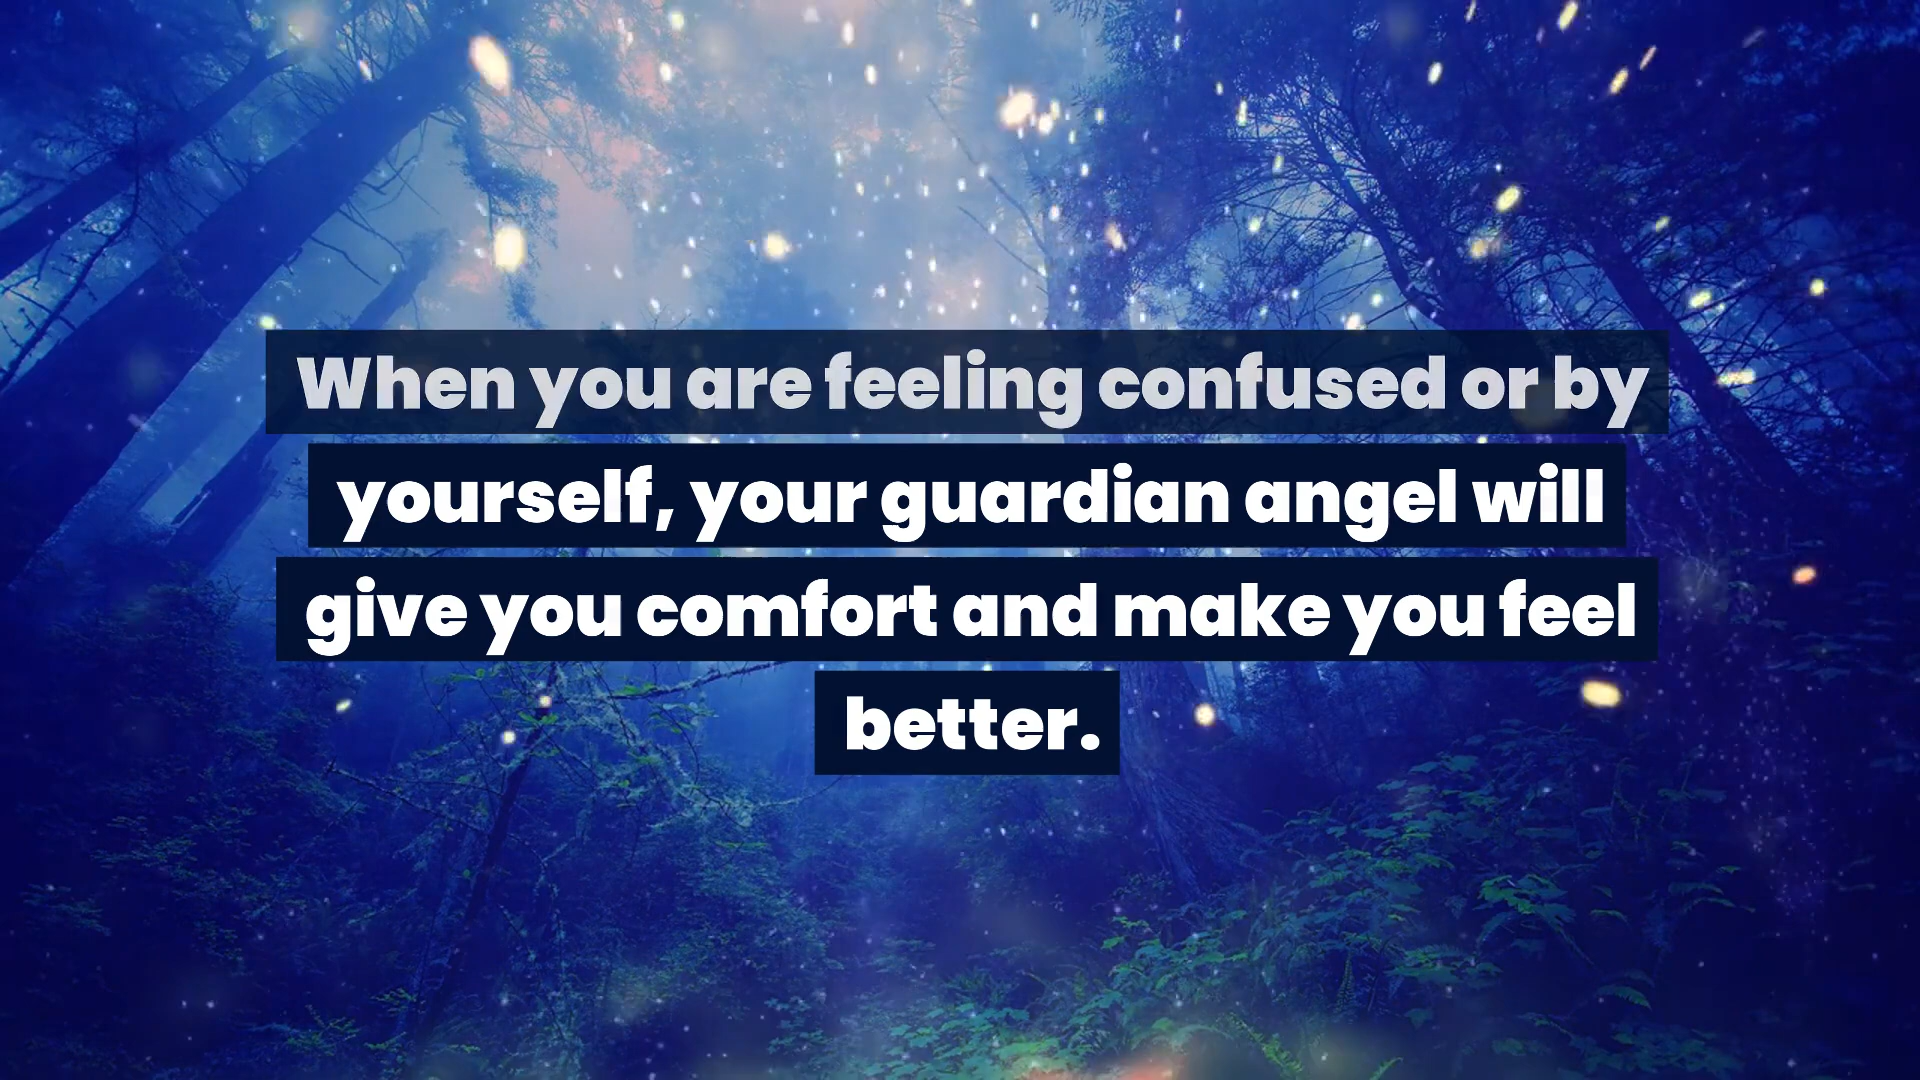 When you are feeling confused or by
yourself, your guardian angel will
give you comfort and make you feel
better.